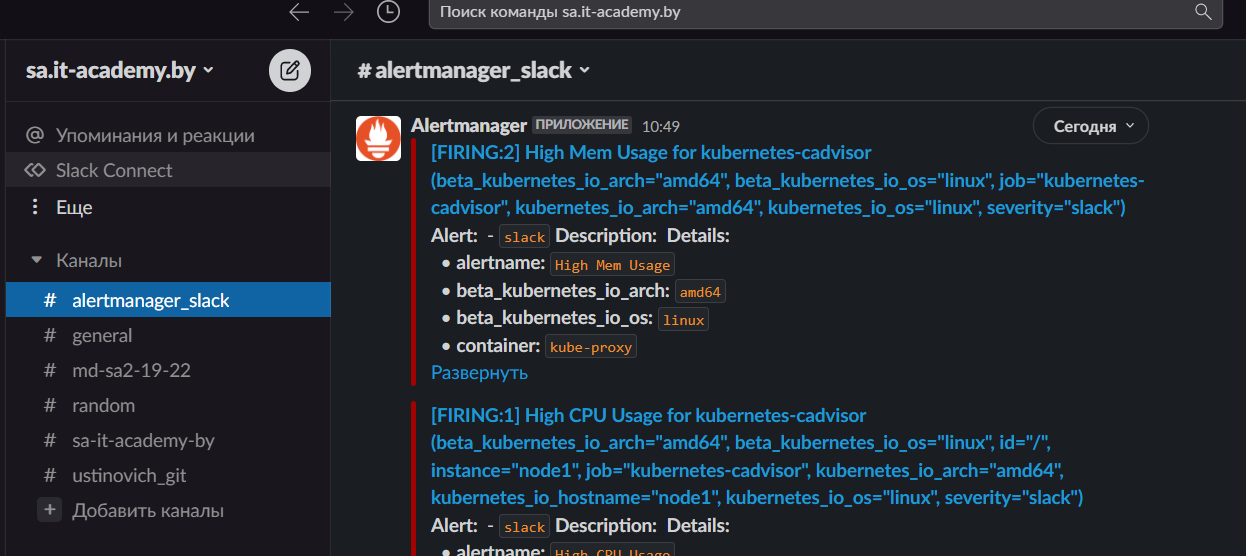 Поиск команды sa.it-academy.by
sa.it-academy.by
@ Упоминания и реакции
Slack Connect
Еще
Каналы
# alertmanager_slack
# general
# md-sa2-19-22
# random
# sa-it-academy-by
# ustinovich_git
+ Добавить каналы
# alertmanager_slack
Alertmanager ПРИЛОЖЕНИЕ 10:49
Сегодня
[FIRING:2] High Mem Usage for kubernetes-cadvisor
(beta_kubernetes_io_arch="amd64", beta_kubernetes_io_os="linux", job="kubernetes-
cadvisor", kubernetes_io_arch="amd64", kubernetes_io_os="linux", severity="slack")
Alert: - slack Description: Details:
• alertname: High Mem Usage
• beta_kubernetes_io_arch: amd64
• beta_kubernetes_io_os: linux
• container: kube-proxy
Развернуть
[FIRING:1] High CPU Usage for kubernetes-cadvisor
(beta_kubernetes_io_arch="amd64", beta_kubernetes_io_os="linux", id="/",
instance="node1", job="kubernetes-cadvisor", kubernetes_io_arch="amd64",
kubernetes_io_hostname="node1", kubernetes_io_os="linux", severity="slack")
Alert: - slack Description: Details:
• alertname: High CPU Usage